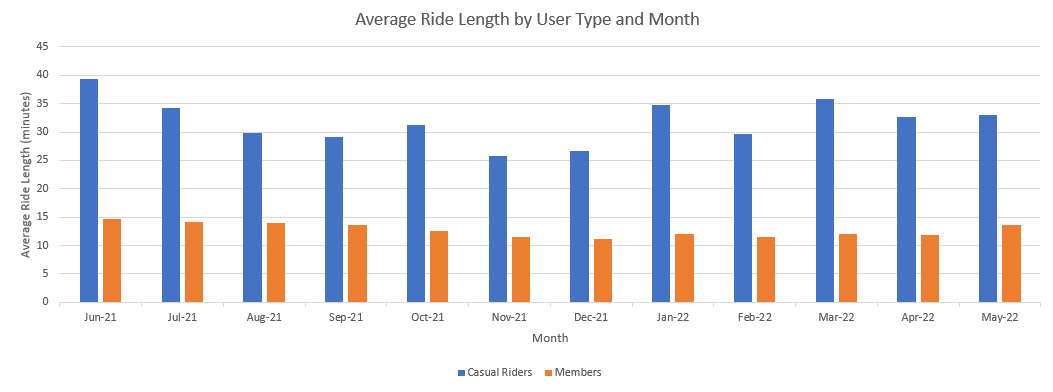 Average Ride Length by User Type and Month
Average Ride Length (minutes)
45
40
35
30
25
20
15
10
5
0
Jun-21 Jul-21 Aug-21 Sep-21 Oct-21 Nov-21 Dec-21 Jan-22 Feb-22 Mar-22 Apr-22 May-22
Month
Casual Riders Members